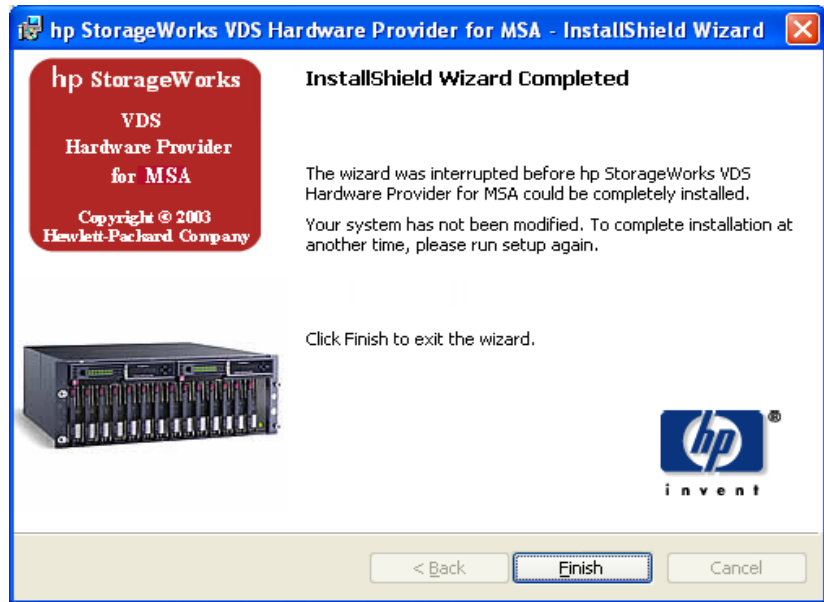 hp StorageWorks VDS Hardware Provider for MSA - InstallShield Wizard
hp StorageWorks
VDS
Hardware Provider
for MSA
Copyright © 2003
Hewlett-Packard Company
InstallShield Wizard Completed
The wizard was interrupted before hp StorageWorks VDS
Hardware Provider for MSA could be completely installed.
Your system has not been modified. To complete installation at
another time, please run setup again.
Click Finish to exit the wizard.
hp ®
invent
< Back
Finish
Cancel